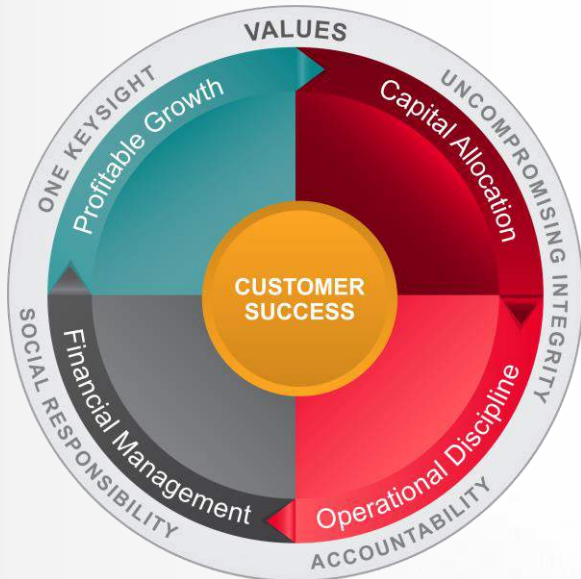 VALUES
ONE KEYSIGHT
UNCOMPROMISING INTEGRITY
Profitable Growth
Capital Allocation
CUSTOMER
SUCCESS
Financial Management
Operational Discipline
SOCIAL RESPONSIBILITY
ACCOUNTABILITY